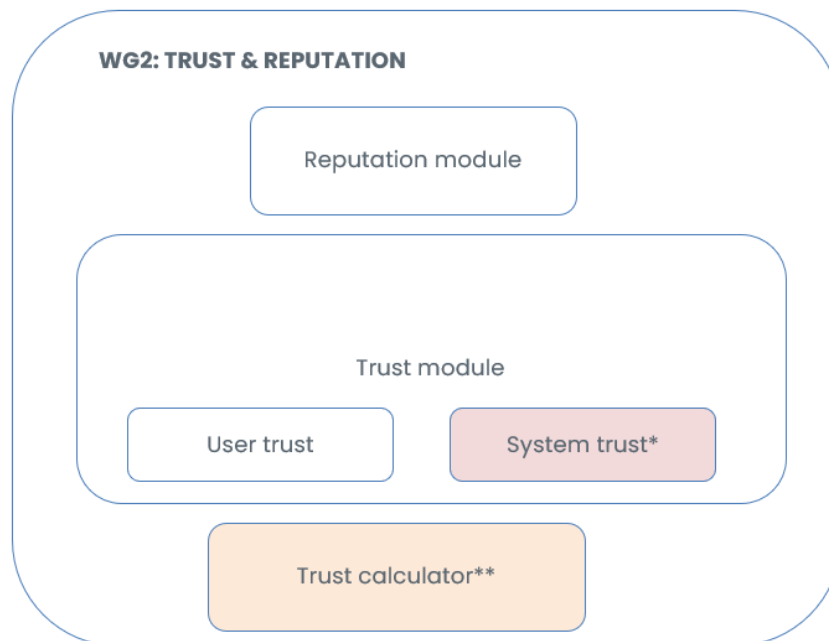 WG2: TRUST & REPUTATION
Reputation module
Trust module
User trust
System trust*
Trust calculator**